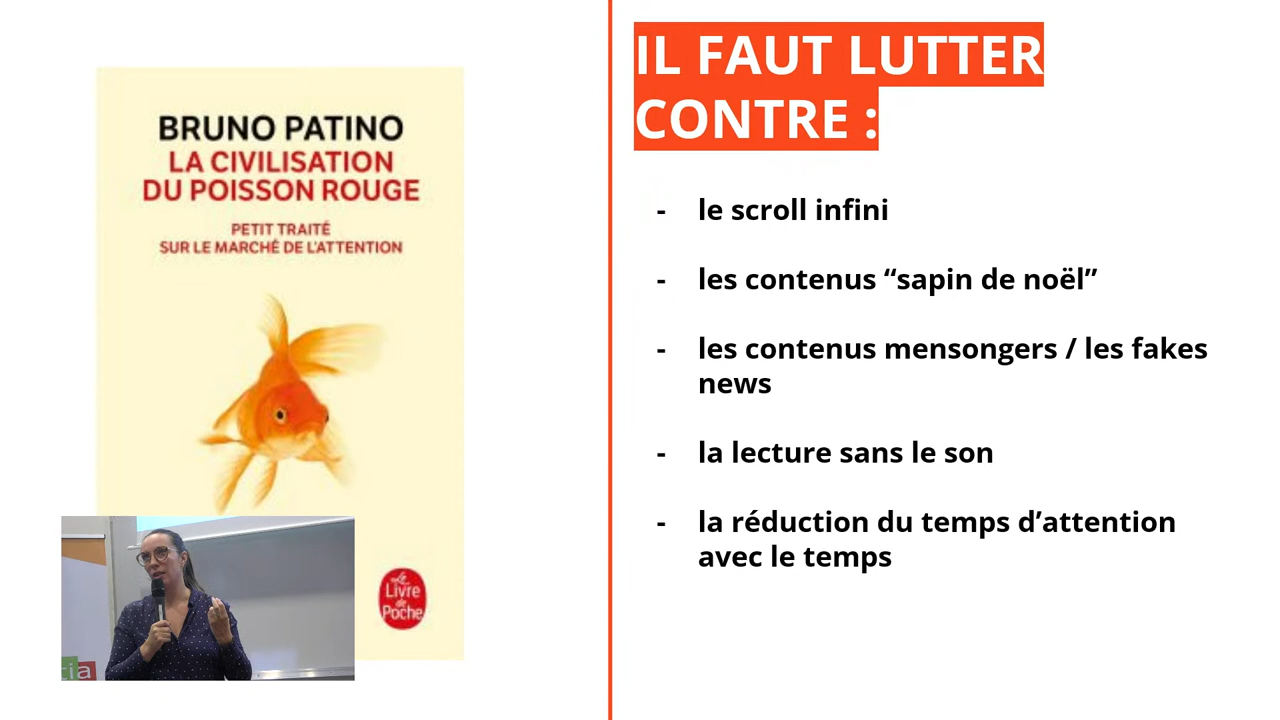 BRUNO PATINO
LA CIVILISATION
DU POISSON ROUGE
PETIT TRAITÉ
SUR LE MARCHÉ DE L'ATTENTION
Le
Livre
de
Poche
cia
IL FAUT LUTTER
CONTRE :
- le scroll infini
- les contenus “sapin de noël”
- les contenus mensongers / les fakes
news
- la lecture sans le son
- la réduction du temps d’attention
avec le temps